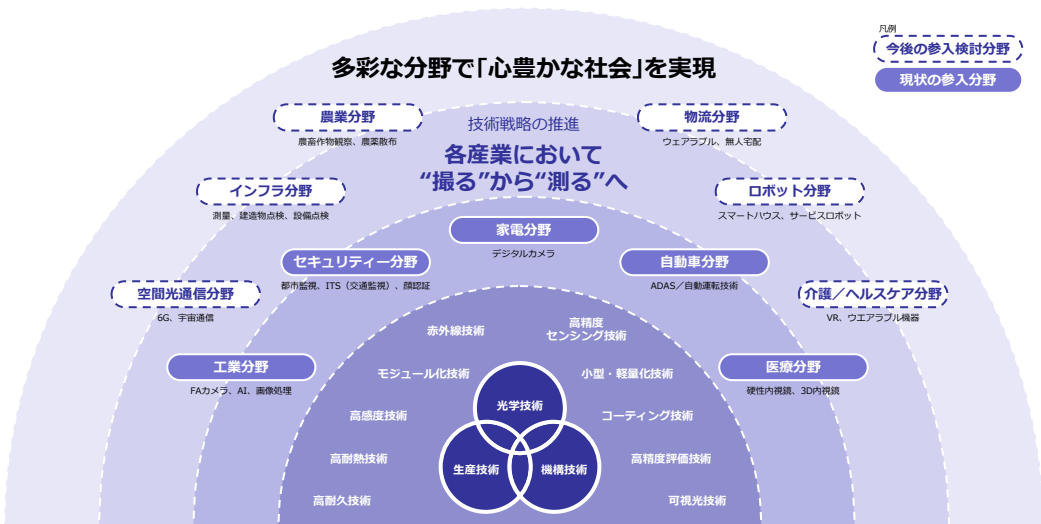 凡例
今後の参入検討分野
現状の参入分野
多彩な分野で「心豊かな社会」を実現
技術戦略の推進
各産業において
“撮る”から“測る”へ
農業分野
農畜作物観察、農薬散布
物流分野
ウェアラブル、無人宅配
インフラ分野
測量、建造物点検、設備点検
ロボット分野
スマートハウス、サービスロボット
家電分野
デジタルカメラ
セキュリティー分野
都市監視、ITS（交通監視）、顔認証
自動車分野
ADAS／自動運転技術
空間光通信分野
6G、宇宙通信
介護／ヘルスケア分野
VR、ウエアラブル機器
工業分野
FAカメラ、AI、画像処理
医療分野
硬性内視鏡、3D内視鏡
赤外線技術
高精度
センシング技術
モジュール化技術
小型・軽量化技術
高感度技術
コーティング技術
高耐熱技術
高精度評価技術
高耐久技術
可視光技術
光学技術
生産技術
機構技術